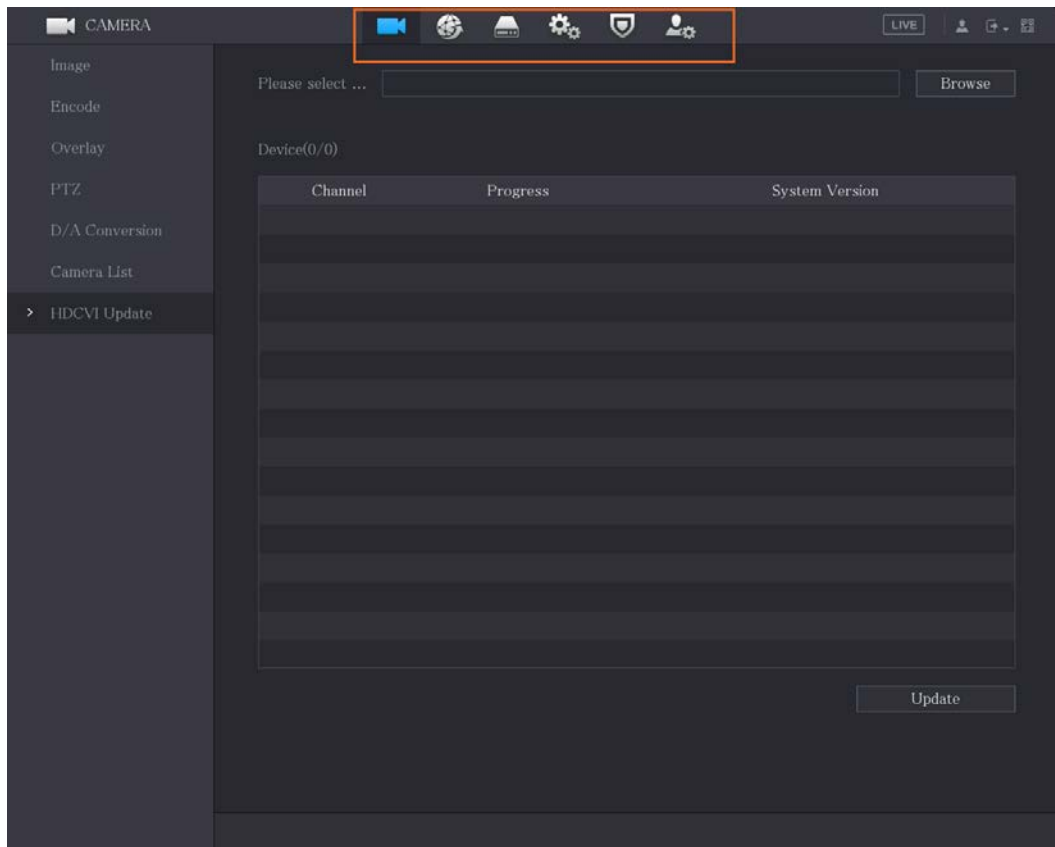 CAMERA
LIVE
Image
Encode
Overlay
PTZ
D/A Conversion
Camera List
HDCVI Update
Please select ...
Browse
Device(0/0)
Channel Progress System Version
Update